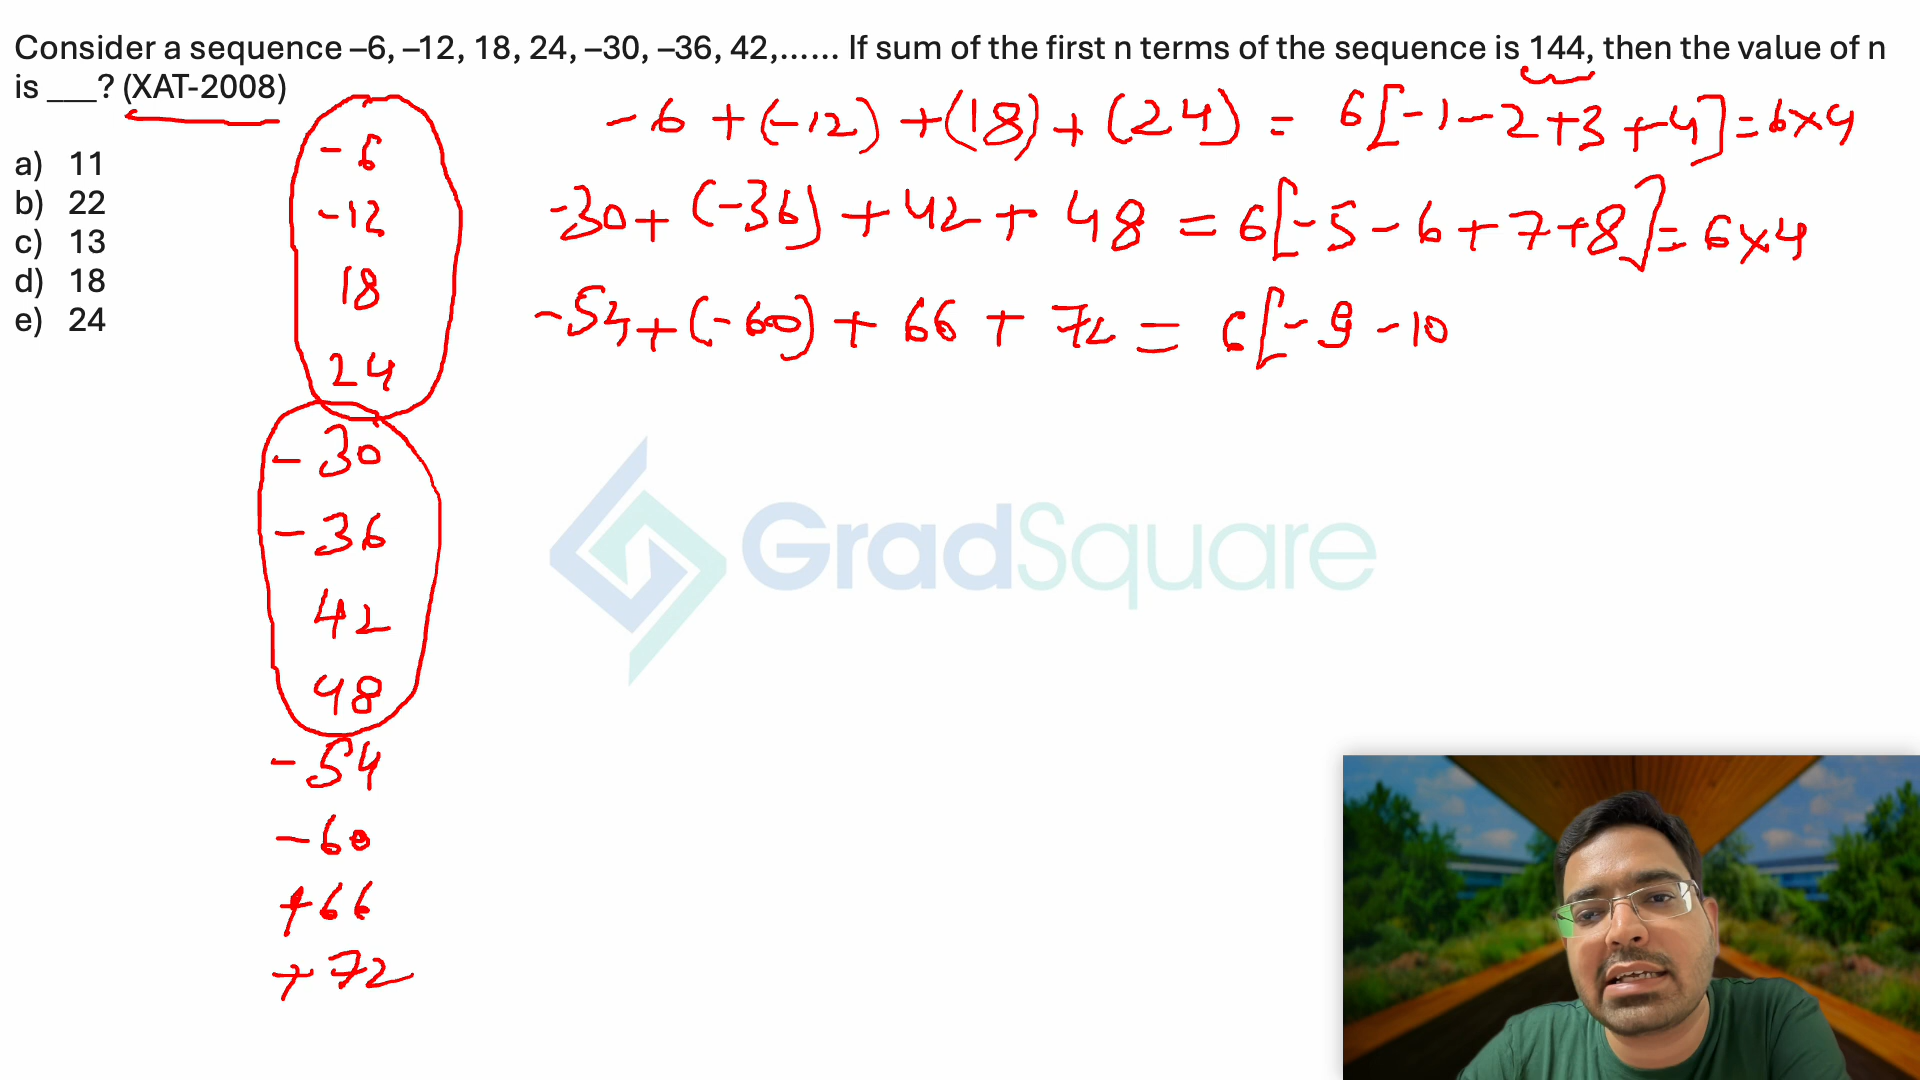 Consider a sequence –6, –12, 18, 24, –30, –36, 42,...... If sum of the first n terms of the sequence is 144, then the value of n
is ___? (XAT-2008)
a) 11
b) 22
c) 13
d) 18
e) 24
-6
-12
18
24
-30
-36
42
48
-54
-60
+66
+72
-6 + (-12) + (18) + (24) = 6[-1-2+3+4] = 6×4
-30 + (-36) + 42 + 48 = 6[-5-6+7+8] = 6×4
-54 + (-60) + 66 + 72 = 6[-9-10
GradSquare